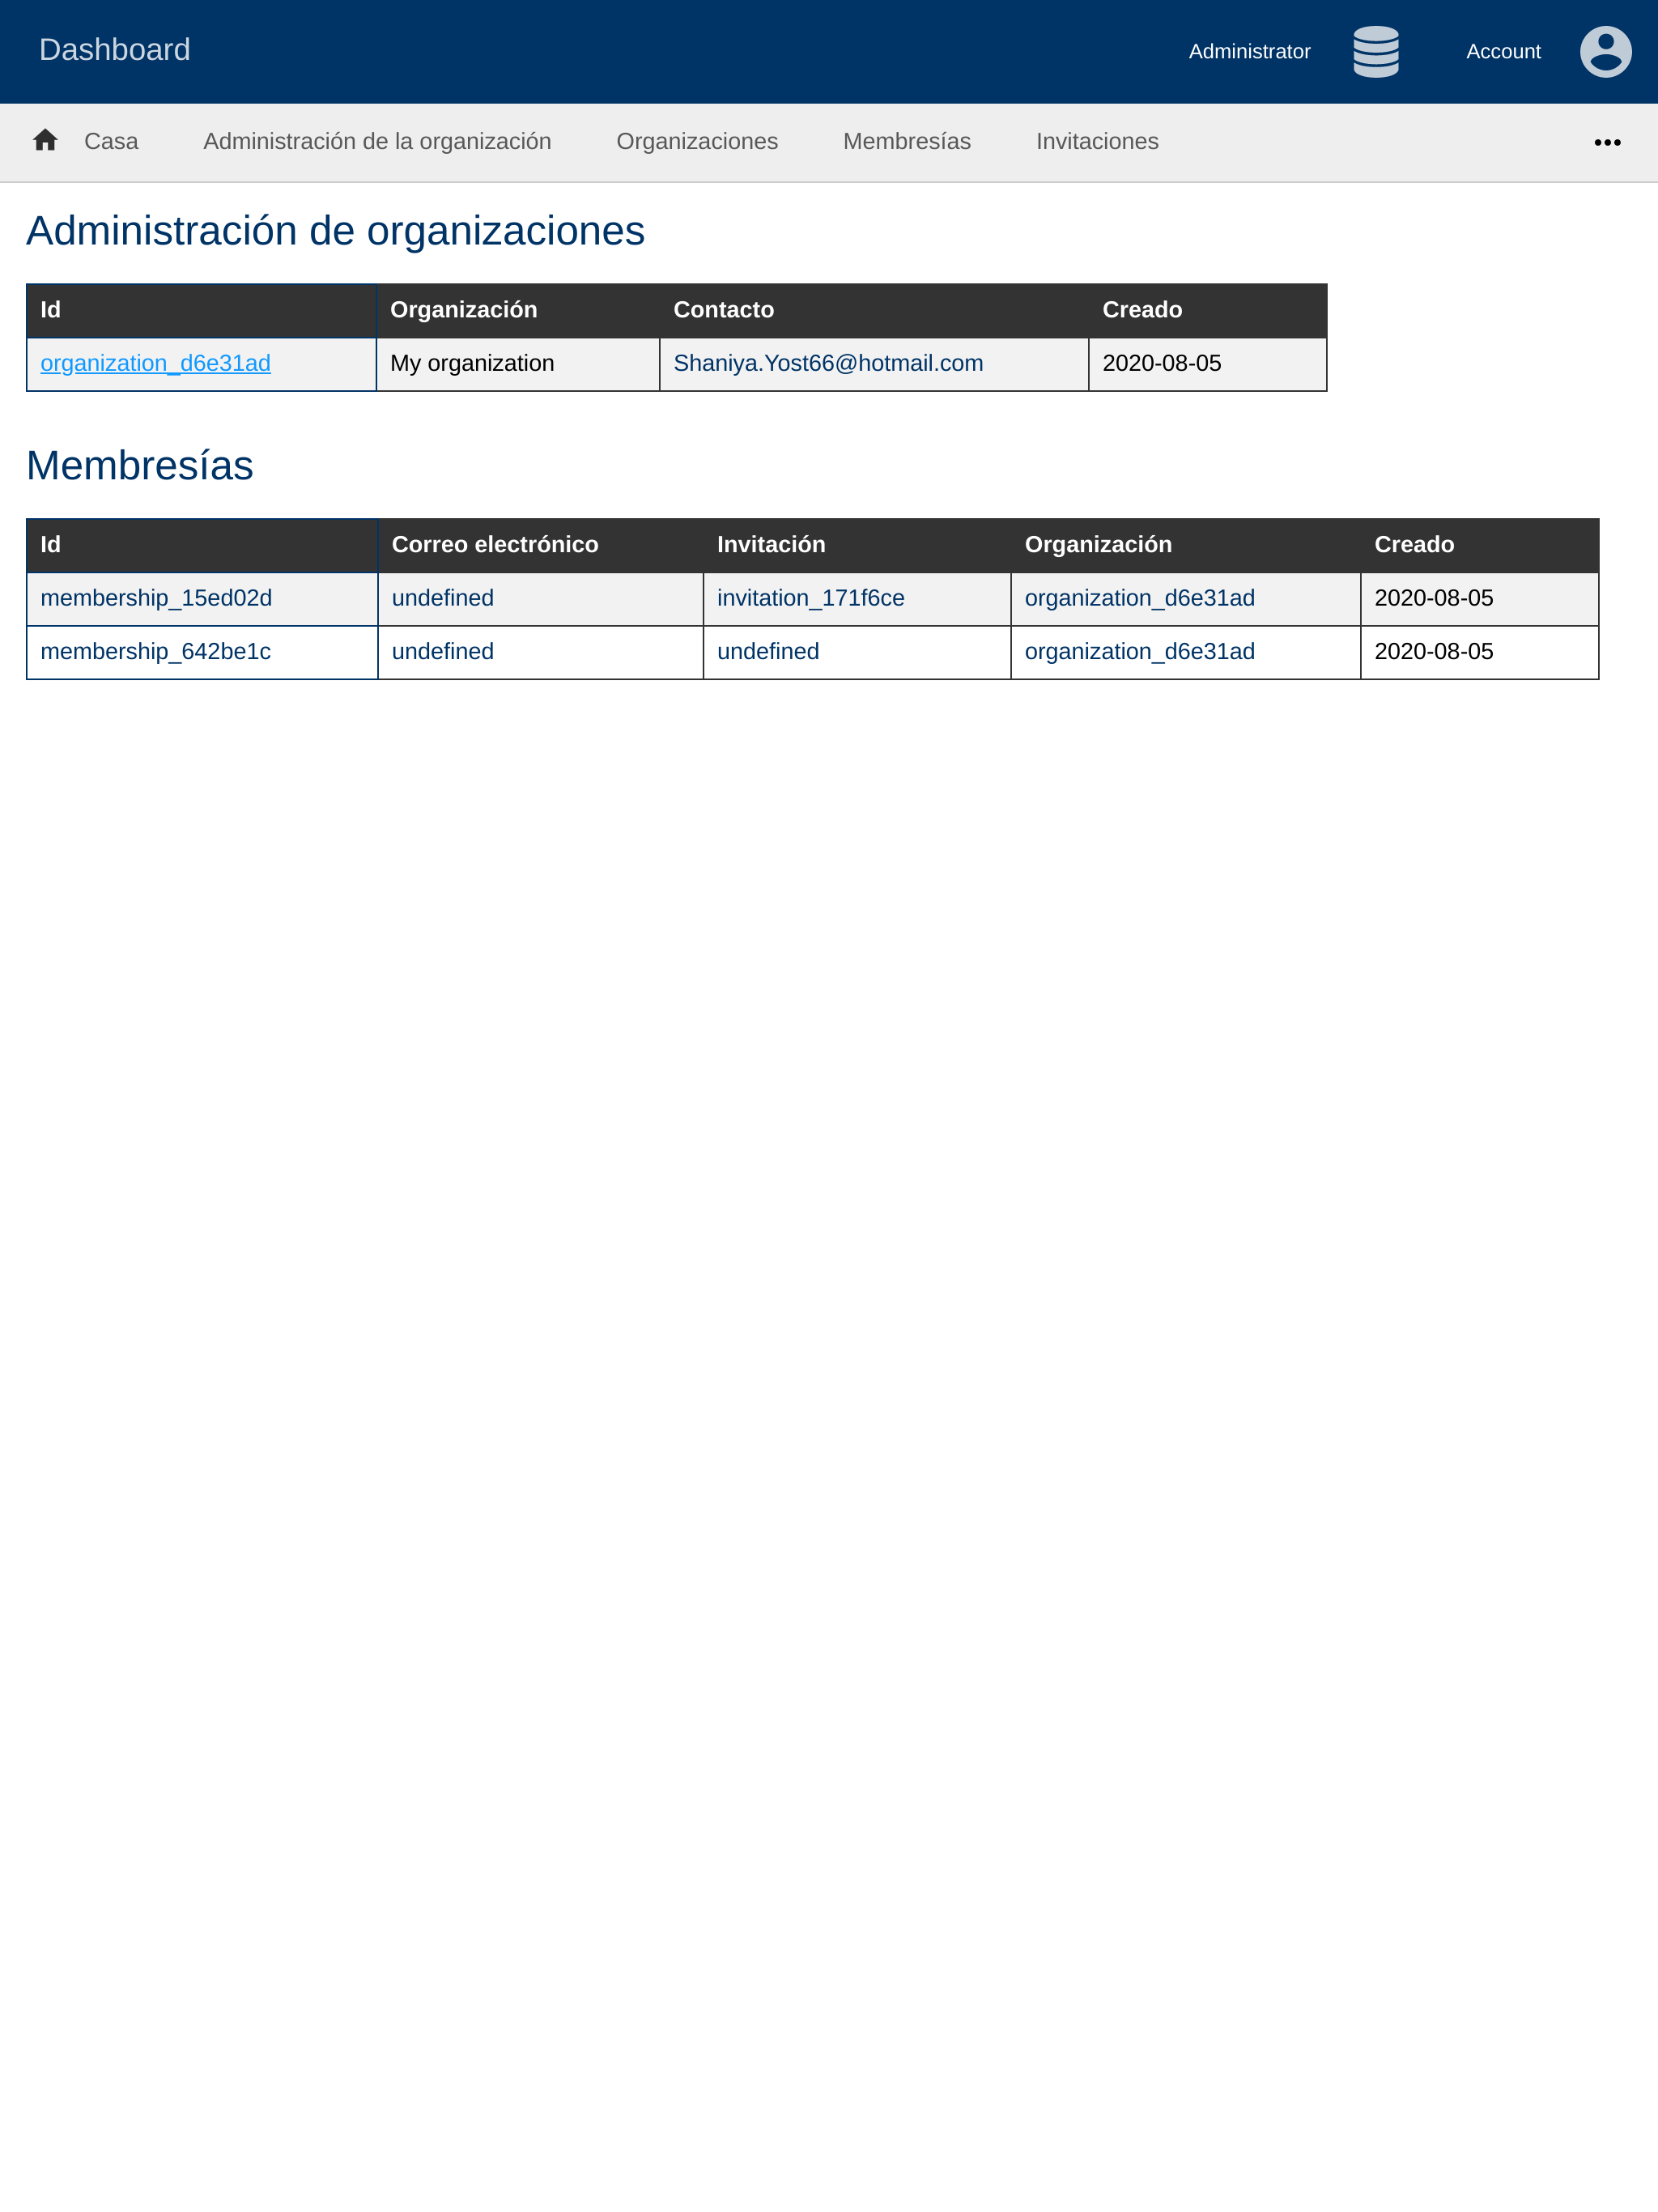 Dashboard Administrator Account
Casa Administración de la organización Organizaciones Membresías Invitaciones
Administración de organizaciones
Id Organización Contacto Creado
organization_d6e31ad My organization Shaniya.Yost66@hotmail.com 2020-08-05
Membresías
Id Correo electrónico Invitación Organización Creado
membership_15ed02d undefined invitation_171f6ce organization_d6e31ad 2020-08-05
membership_642be1c undefined undefined organization_d6e31ad 2020-08-05